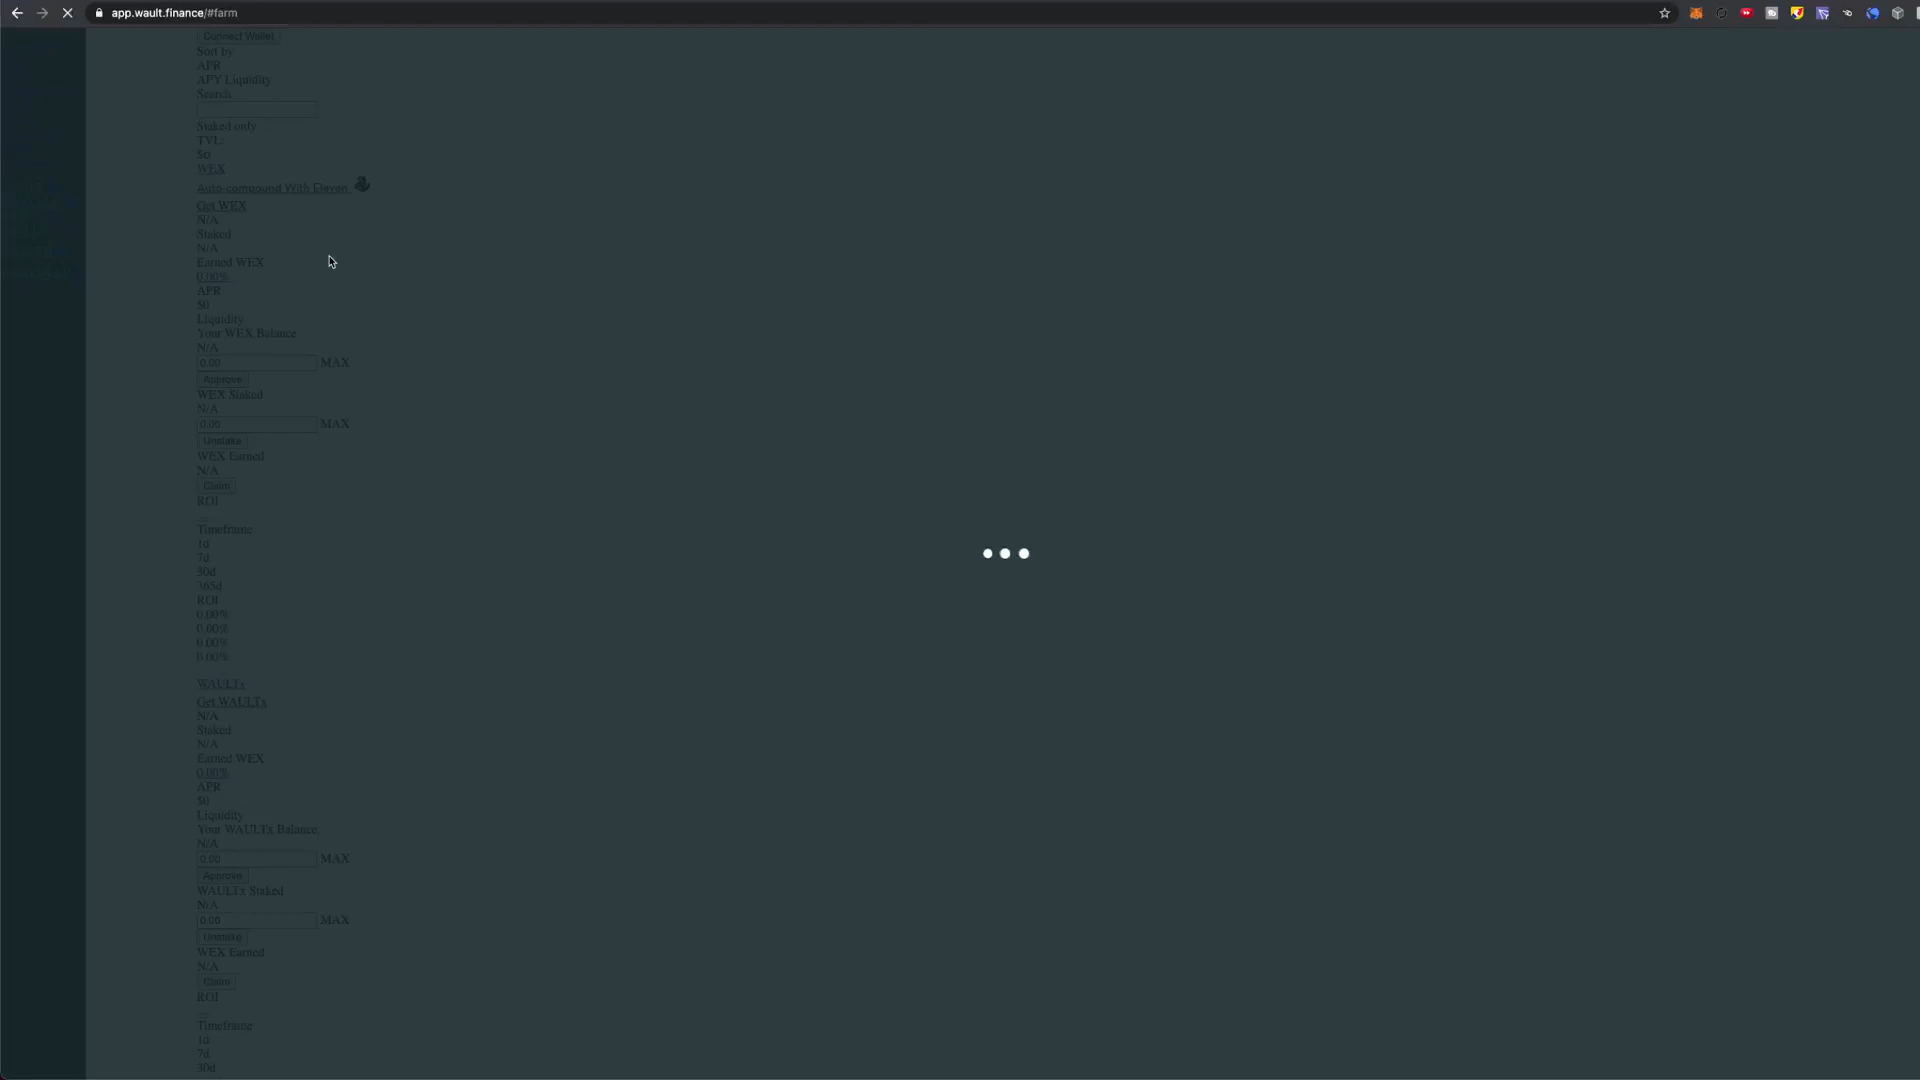 app.wault.finance/#farm
Connect Wallet
Sort by
APR
APY Liquidity
Search
Staked only
TVL:
$0
WEX
Auto-compound With Eleven
Get WEX
N/A
Staked
N/A
Earned WEX
0.00%
APR
$0
Liquidity
Your WEX Balance
N/A
0.00 MAX
Approve
WEX Staked
N/A
0.00 MAX
Unstake
WEX Earned
N/A
Claim
ROI
Timeframe
1d
7d
30d
365d
ROI
0.00%
0.00%
0.00%
0.00%
WAULTx
Get WAULTx
N/A
Staked
N/A
Earned WEX
0.00%
APR
$0
Liquidity
Your WAULTx Balance
N/A
0.00 MAX
Approve
WAULTx Staked
N/A
0.00 MAX
Unstake
WEX Earned
N/A
Claim
ROI
Timeframe
1d
7d
30d